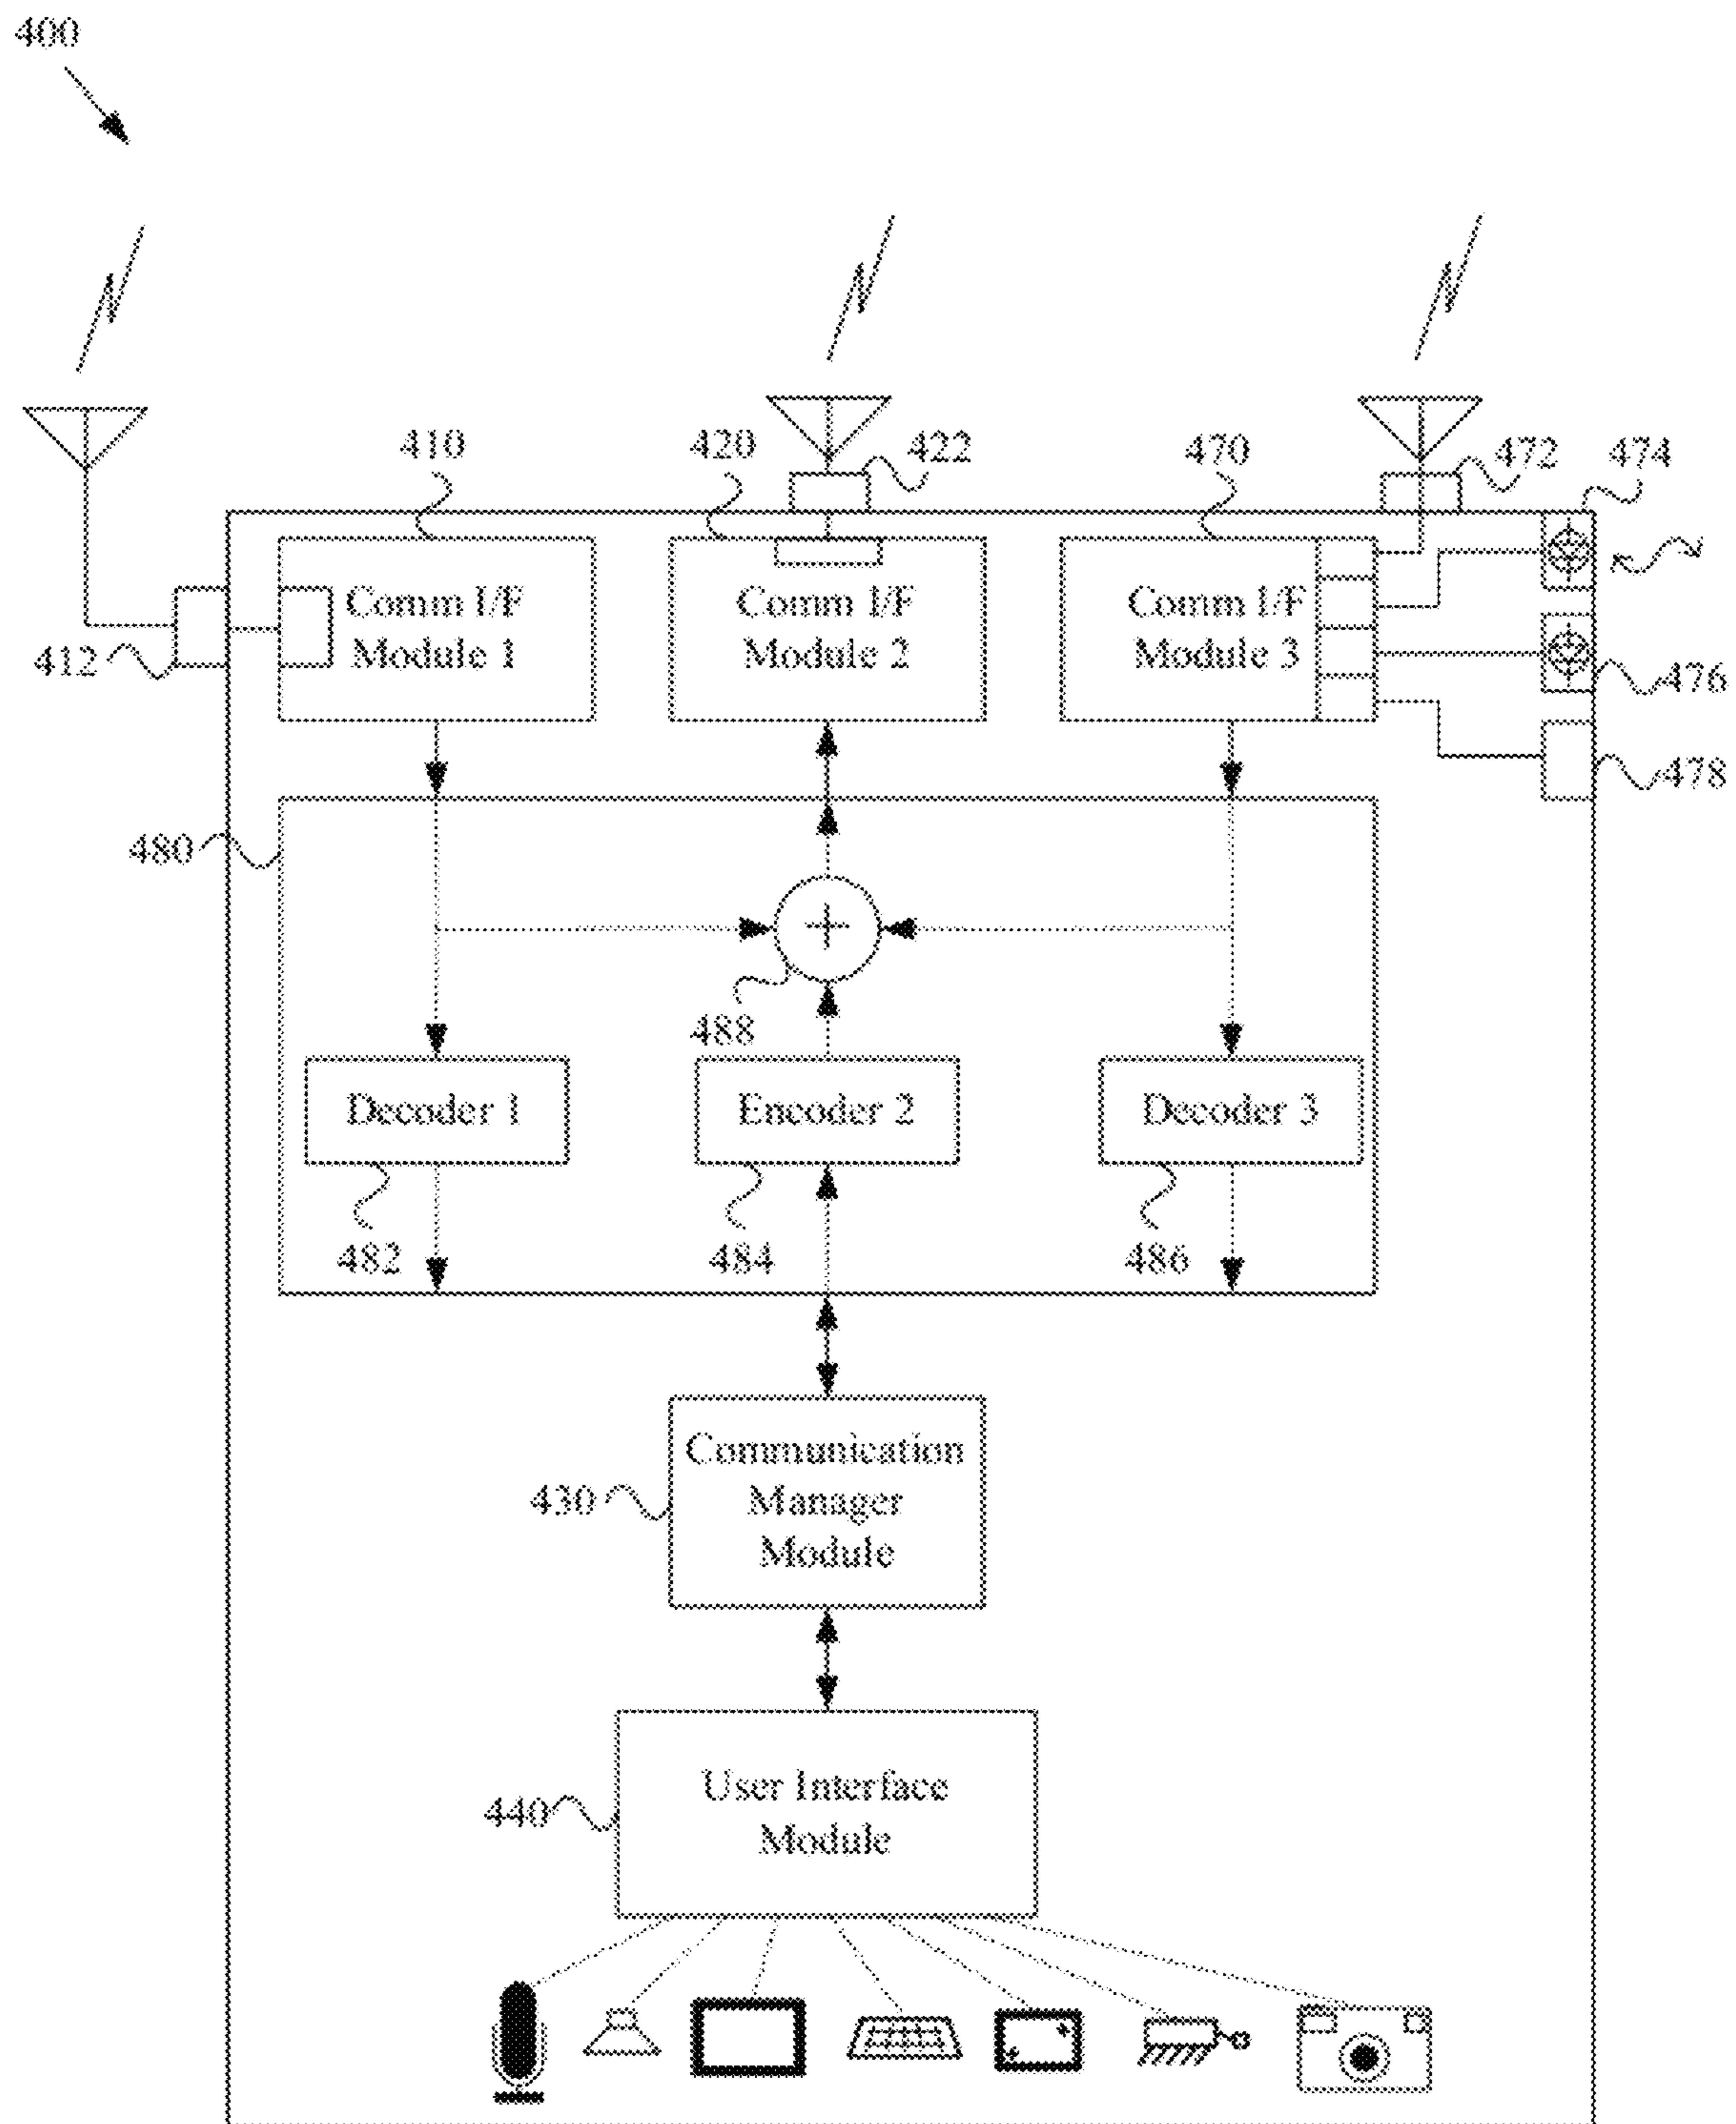 400
410
420
422
470
472
474
Comm I/F
Module 1
Comm I/F
Module 2
Comm I/F
Module 3
412
476
478
480
+
488
Decoder 1
Encoder 2
Decoder 3
482
484
486
Communication
Manager
Module
430
User Interface
Module
440